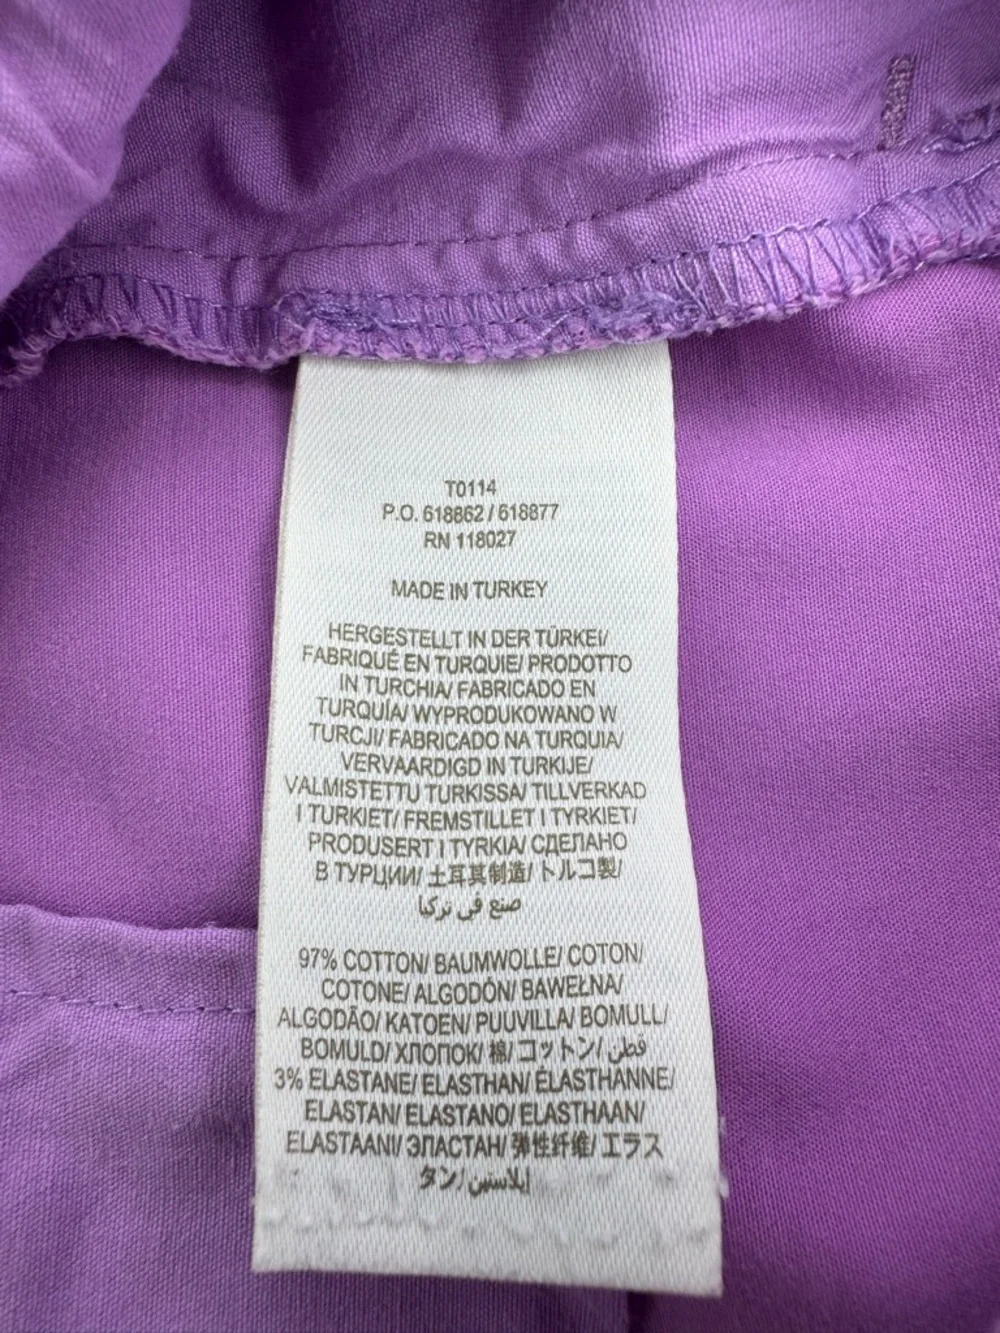 T0114
P.O. 618862 / 618877
RN 118027
MADE IN TURKEY
HERGESTELLT IN DER TÜRKEI/
FABRIQUÉ EN TURQUIE/ PRODOTTO
IN TURCHIA/ FABRICADO EN
TURQUÍA/ WYPRODUKOWANO W
TURCJI/ FABRICADO NA TURQUIA/
VERVAARDIGD IN TURKIJE/
VALMISTETTU TURKISSA/ TILLVERKAD
I TURKIET/ FREMSTILLET I TYRKIET/
PRODUSERT I TYRKIA/ СДЕЛАНО
В ТУРЦИИ/ 土耳其制造/ トルコ製/
صنع في تركيا
97% COTTON/ BAUMWOLLE/ COTON/
COTONE/ ALGODÓN/ BAWEŁNA/
ALGODÃO/ KATOEN/ PUUVILLA/ BOMULL/
BOMULD/ ХЛОПОК/ 棉/ コットン/ قطن
3% ELASTANE/ ELASTHAN/ ÉLASTHANNE/
ELASTAN/ ELASTANO/ ELASTHAAN/
ELASTAANI/ ЭЛАСТАН/ 弹性纤维/ エラス
タン/ إيلاستين